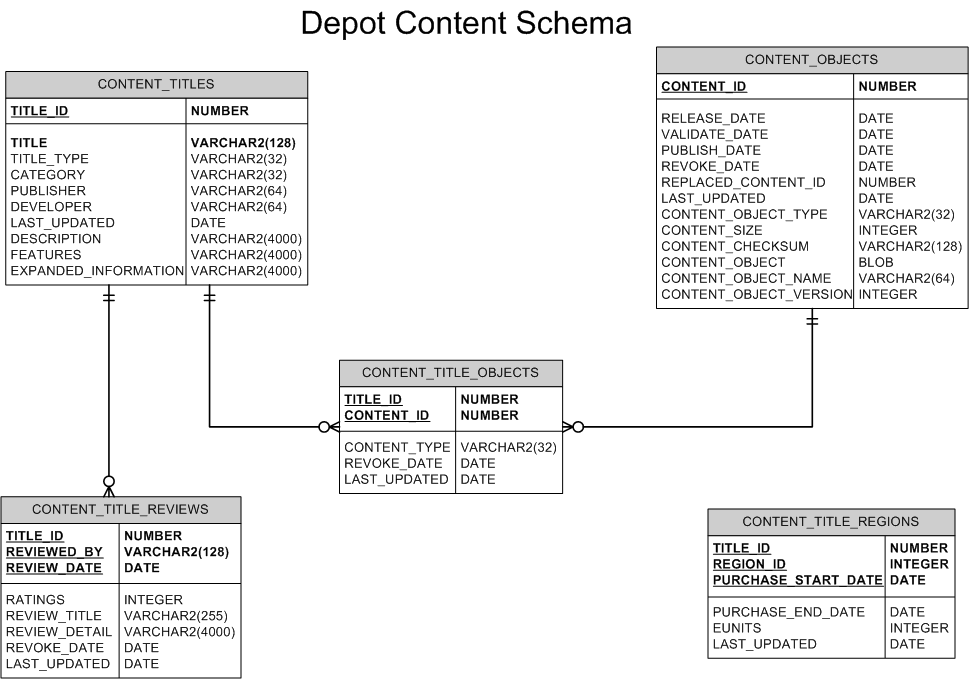 Depot Content Schema
CONTENT_TITLES
TITLE_ID NUMBER
TITLE VARCHAR2(128)
TITLE_TYPE VARCHAR2(32)
CATEGORY VARCHAR2(32)
PUBLISHER VARCHAR2(64)
DEVELOPER VARCHAR2(64)
LAST_UPDATED DATE
DESCRIPTION VARCHAR2(4000)
FEATURES VARCHAR2(4000)
EXPANDED_INFORMATION VARCHAR2(4000)
CONTENT_OBJECTS
CONTENT_ID NUMBER
RELEASE_DATE DATE
VALIDATE_DATE DATE
PUBLISH_DATE DATE
REVOKE_DATE DATE
REPLACED_CONTENT_ID NUMBER
LAST_UPDATED DATE
CONTENT_OBJECT_TYPE VARCHAR2(32)
CONTENT_SIZE INTEGER
CONTENT_CHECKSUM VARCHAR2(128)
CONTENT_OBJECT BLOB
CONTENT_OBJECT_NAME VARCHAR2(64)
CONTENT_OBJECT_VERSION INTEGER
CONTENT_TITLE_OBJECTS
TITLE_ID NUMBER
CONTENT_ID NUMBER
CONTENT_TYPE VARCHAR2(32)
REVOKE_DATE DATE
LAST_UPDATED DATE
CONTENT_TITLE_REVIEWS
TITLE_ID NUMBER
REVIEWED_BY VARCHAR2(128)
REVIEW_DATE DATE
RATINGS INTEGER
REVIEW_TITLE VARCHAR2(255)
REVIEW_DETAIL VARCHAR2(4000)
REVOKE_DATE DATE
LAST_UPDATED DATE
CONTENT_TITLE_REGIONS
TITLE_ID NUMBER
REGION_ID INTEGER
PURCHASE_START_DATE DATE
PURCHASE_END_DATE DATE
EUNITS INTEGER
LAST_UPDATED DATE